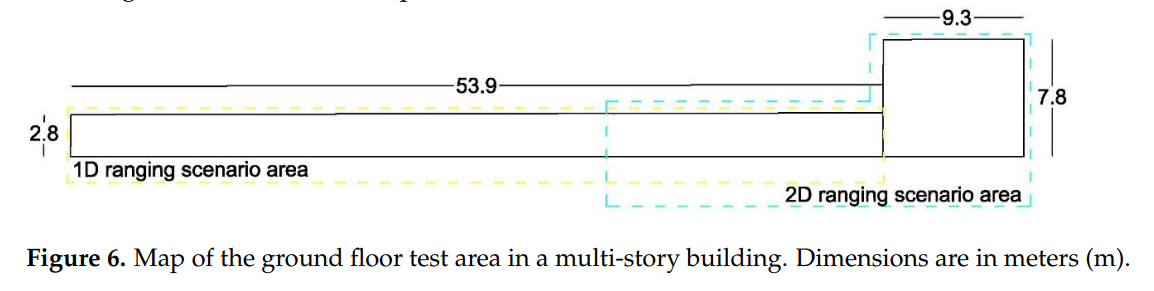 9.3
53.9
7.8
2.8
1D ranging scenario area
2D ranging scenario area
Figure 6. Map of the ground floor test area in a multi-story building. Dimensions are in meters (m).